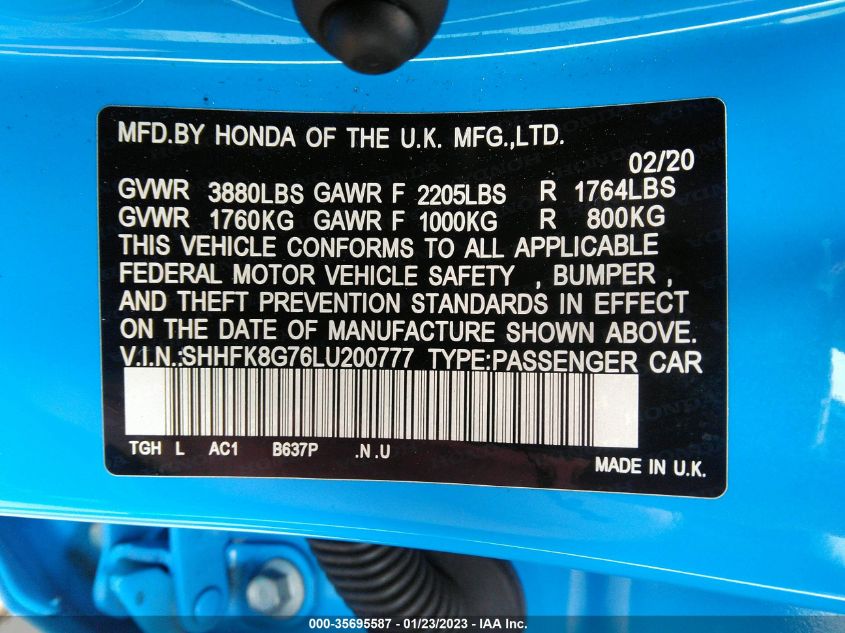 MFD.BY HONDA OF THE U.K. MFG.,LTD.
02/20
GVWR 3880LBS GAWR F 2205LBS R 1764LBS
GVWR 1760KG GAWR F 1000KG R 800KG
THIS VEHICLE CONFORMS TO ALL APPLICABLE
FEDERAL MOTOR VEHICLE SAFETY , BUMPER ,
AND THEFT PREVENTION STANDARDS IN EFFECT
ON THE DATE OF MANUFACTURE SHOWN ABOVE.
V.I.N.:SHHFK8G76LU200777 TYPE:PASSENGER CAR
TGH L AC1 B637P .N.U
MADE IN U.K.
000-35695587 - 01/23/2023 - IAA Inc.